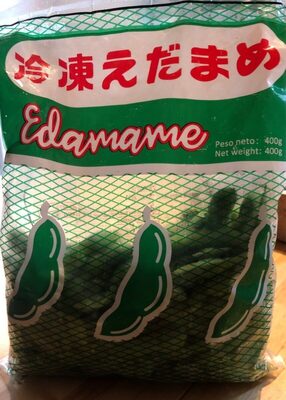 冷凍えだまめ
Edamame
Peso neto: 400g
Net weight: 400g